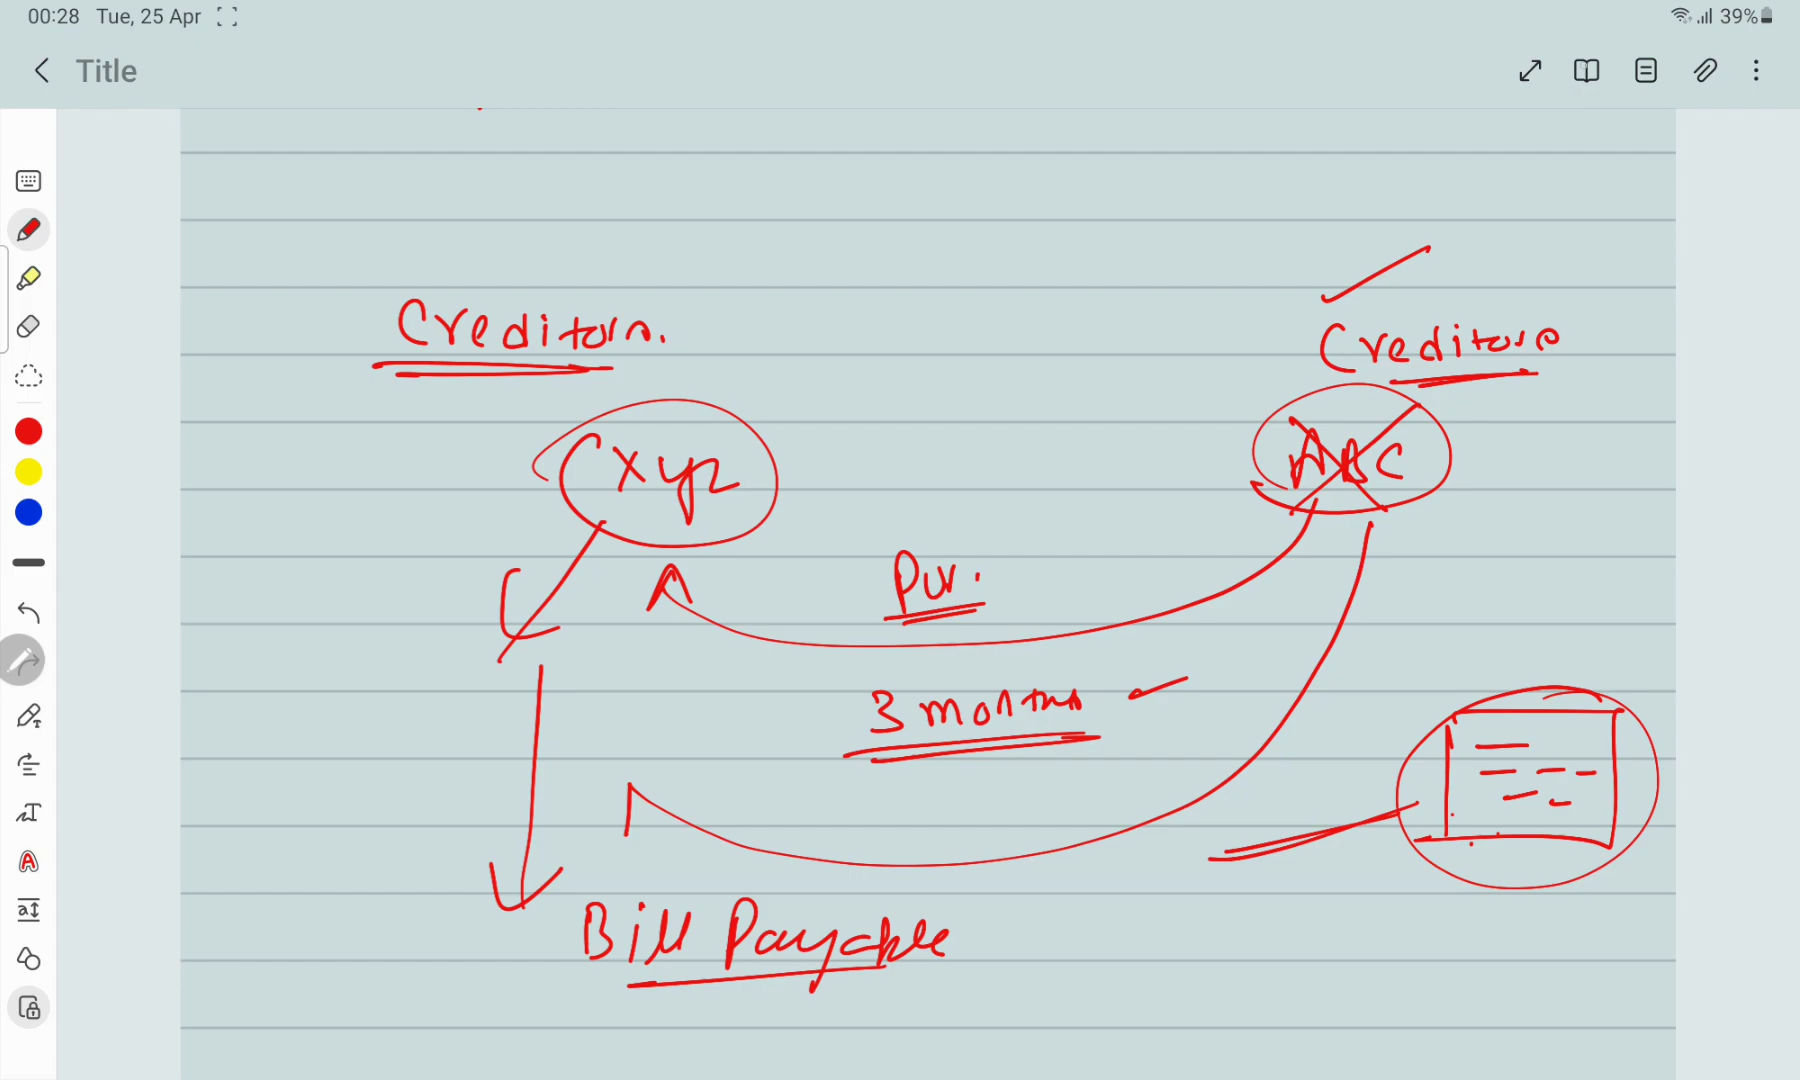 00:28 Tue, 25 Apr 39%
Title
Creditors.
Creditors
xyz
ABC
Pur.
3 months
Bill Payable